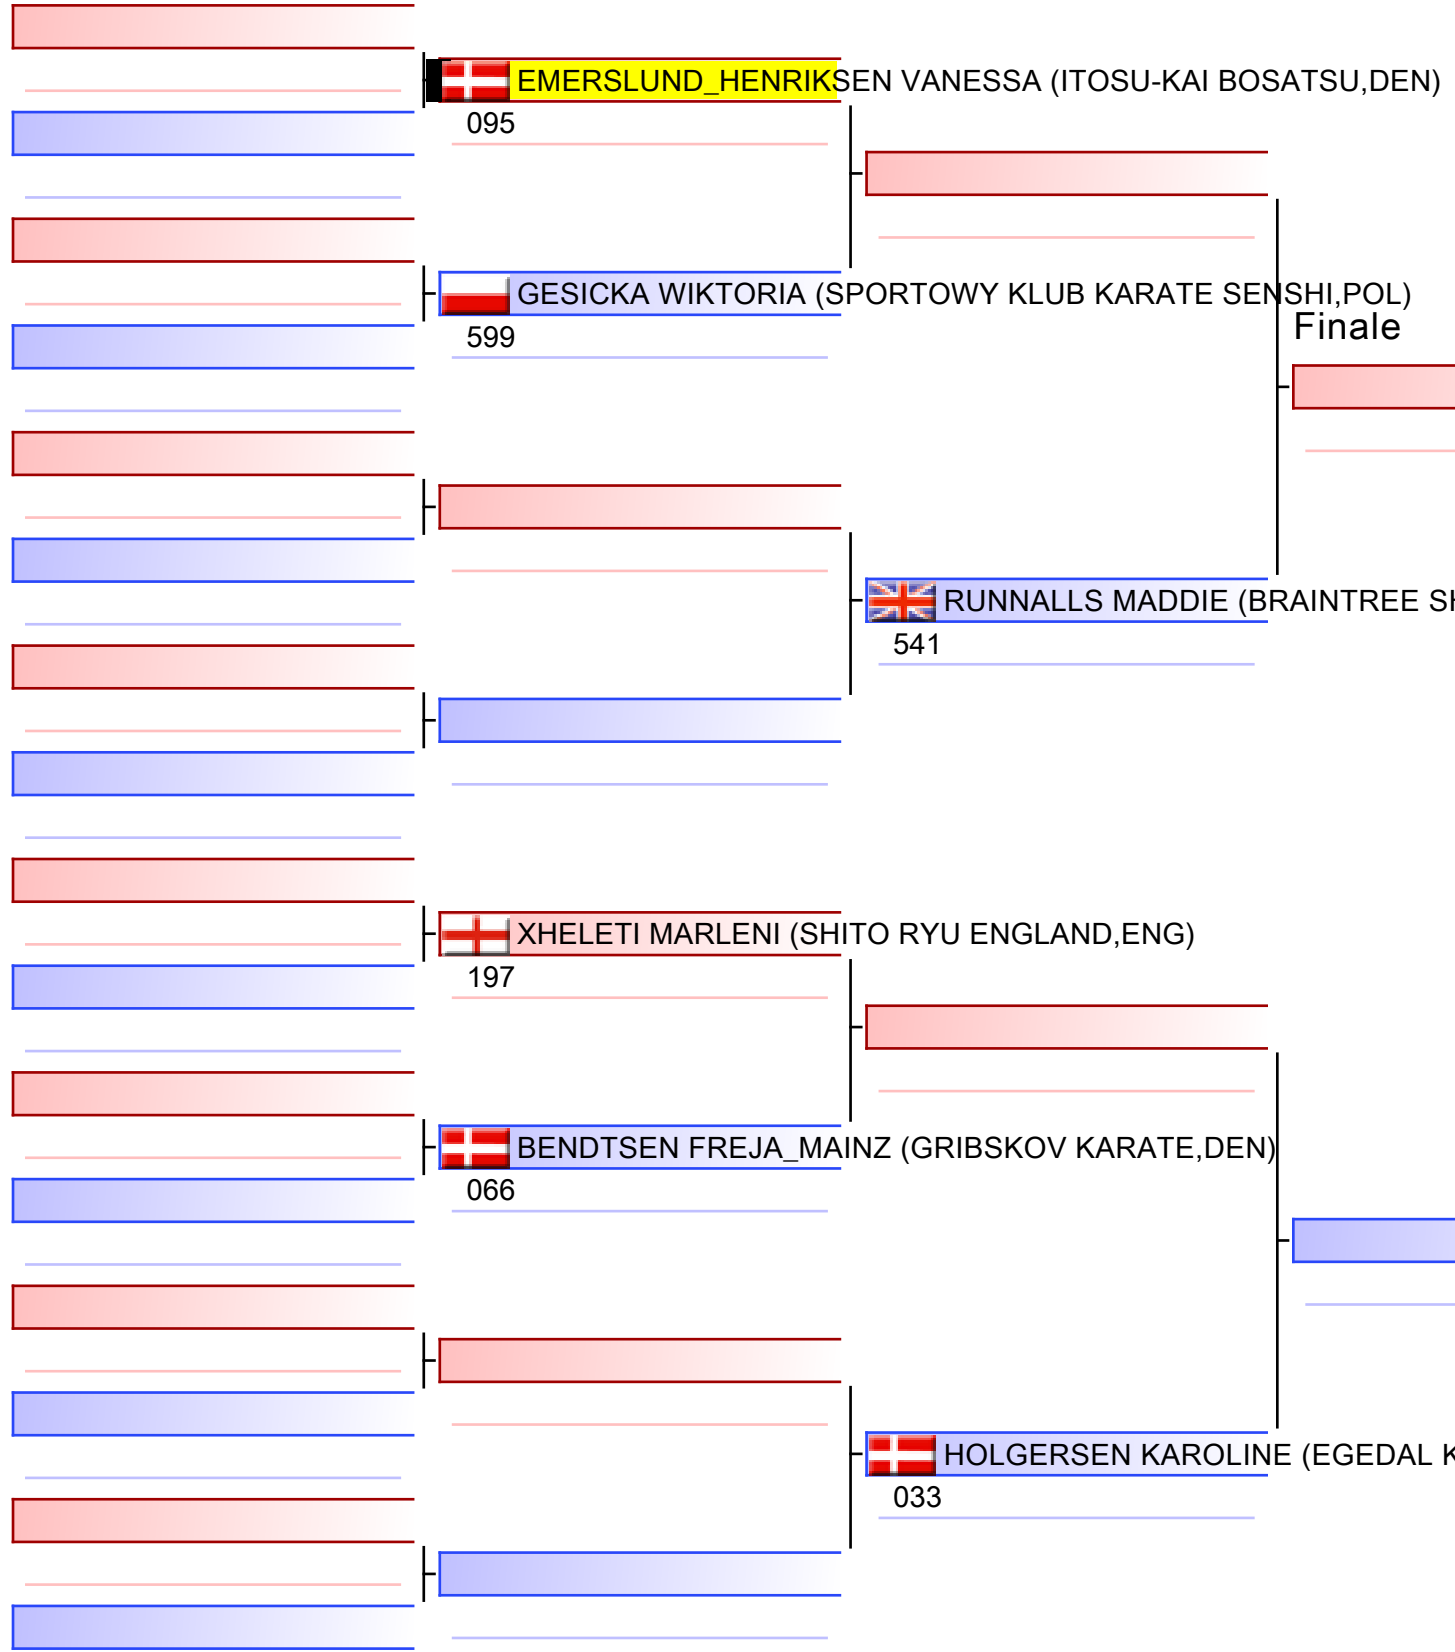 EMERSLUND_HENRIKSEN VANESSA (ITOSU-KAI BOSATSU,DEN)
095
GESICKA WIKTORIA (SPORTOWY KLUB KARATE SENSHI,POL)
599
Finale
RUNNALLS MADDIE (BRAINTREE
541
XHELETI MARLENI (SHITO RYU ENGLAND,ENG)
197
BENDTSEN FREJA_MAINZ (GRIBSKOV KARATE,DEN)
066
HOLGERSEN KAROLINE (EGEDAL
033